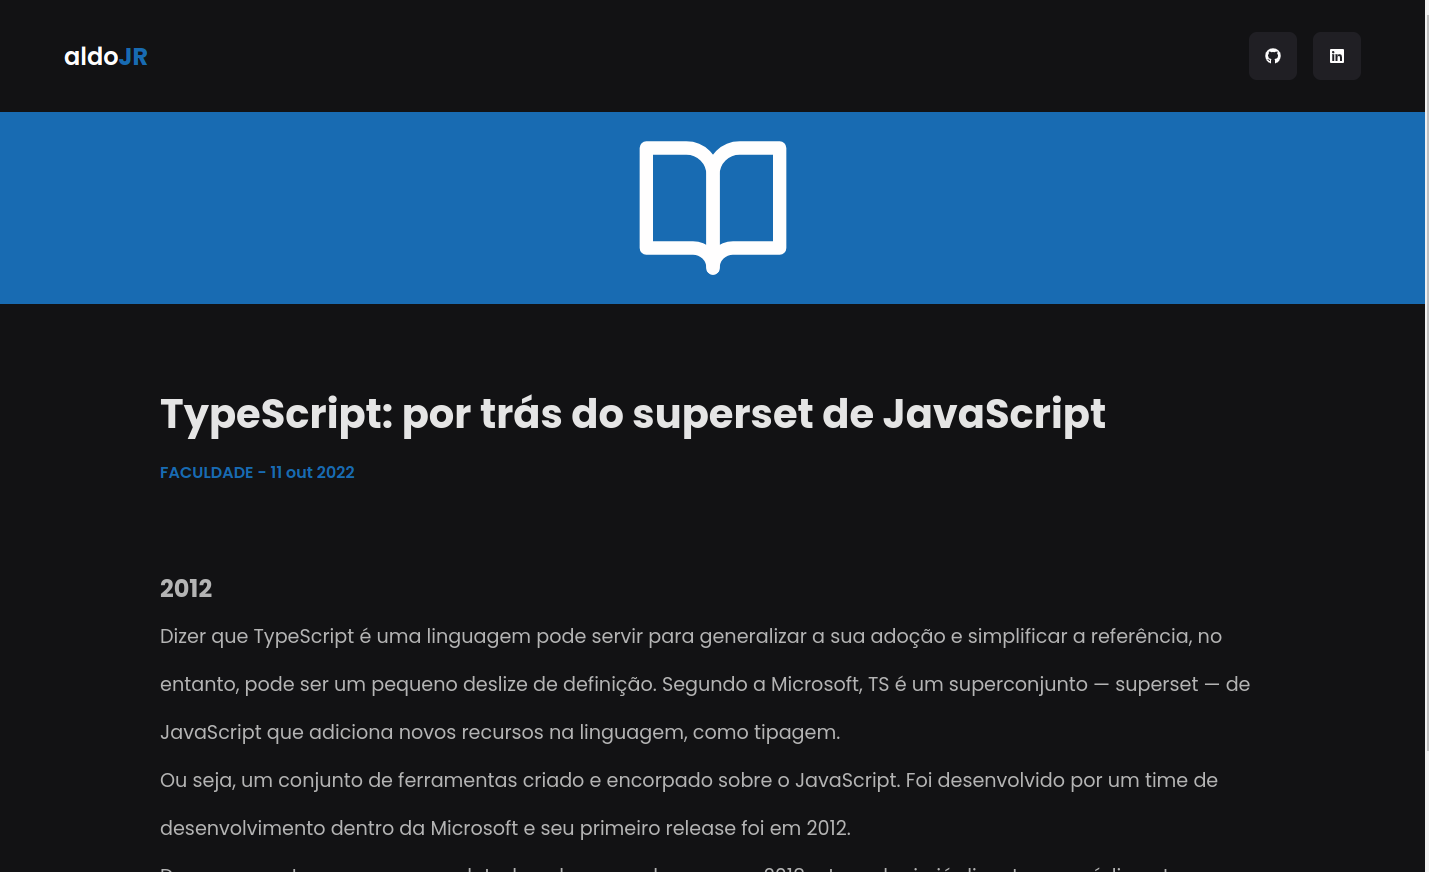 aldoJR
TypeScript: por trás do superset de JavaScript
FACULDADE - 11 out 2022
2012
Dizer que TypeScript é uma linguagem pode servir para generalizar a sua adoção e simplificar a referência, no
entanto, pode ser um pequeno deslize de definição. Segundo a Microsoft, TS é um superconjunto — superset — de
JavaScript que adiciona novos recursos na linguagem, como tipagem.
Ou seja, um conjunto de ferramentas criado e encorpado sobre o JavaScript. Foi desenvolvido por um time de
desenvolvimento dentro da Microsoft e seu primeiro release foi em 2012.